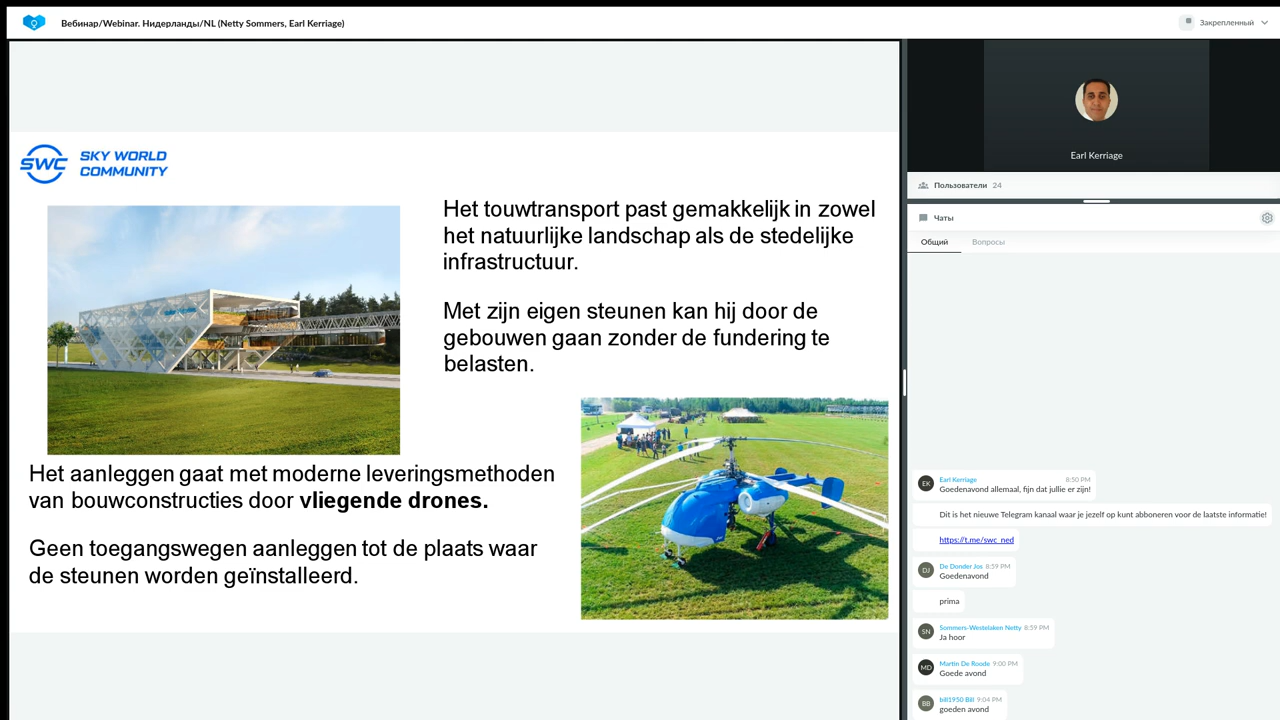 Вебинар/Webinar. Нидерланды/NL (Netty Sommers, Earl Kerriage)
Закрепленный
SWC
SKY WORLD
COMMUNITY
Het touwtransport past gemakkelijk in zowel
het natuurlijke landschap als de stedelijke
infrastructuur.
Met zijn eigen steunen kan hij door de
gebouwen gaan zonder de fundering te
belasten.
Het aanleggen gaat met moderne leveringsmethoden
van bouwconstructies door vliegende drones.
Geen toegangswegen aanleggen tot de plaats waar
de steunen worden geïnstalleerd.
Earl Kerriage
Пользователи 24
Чаты
Общий Вопросы
EK
Earl Kerriage 8:50 PM
Goedenavond allemaal, fijn dat jullie er zijn!
Dit is het nieuwe Telegram kanaal waar je jezelf op kunt abboneren voor de laatste informatie!
https://t.me/swc_ned
DJ
De Donder Jos 8:59 PM
Goedenavond
prima
SN
Sommers-Westelaken Netty 8:59 PM
Ja hoor
MD
Martin De Roode 9:00 PM
Goede avond
BB
bill1950 Bill 9:04 PM
goeden avond